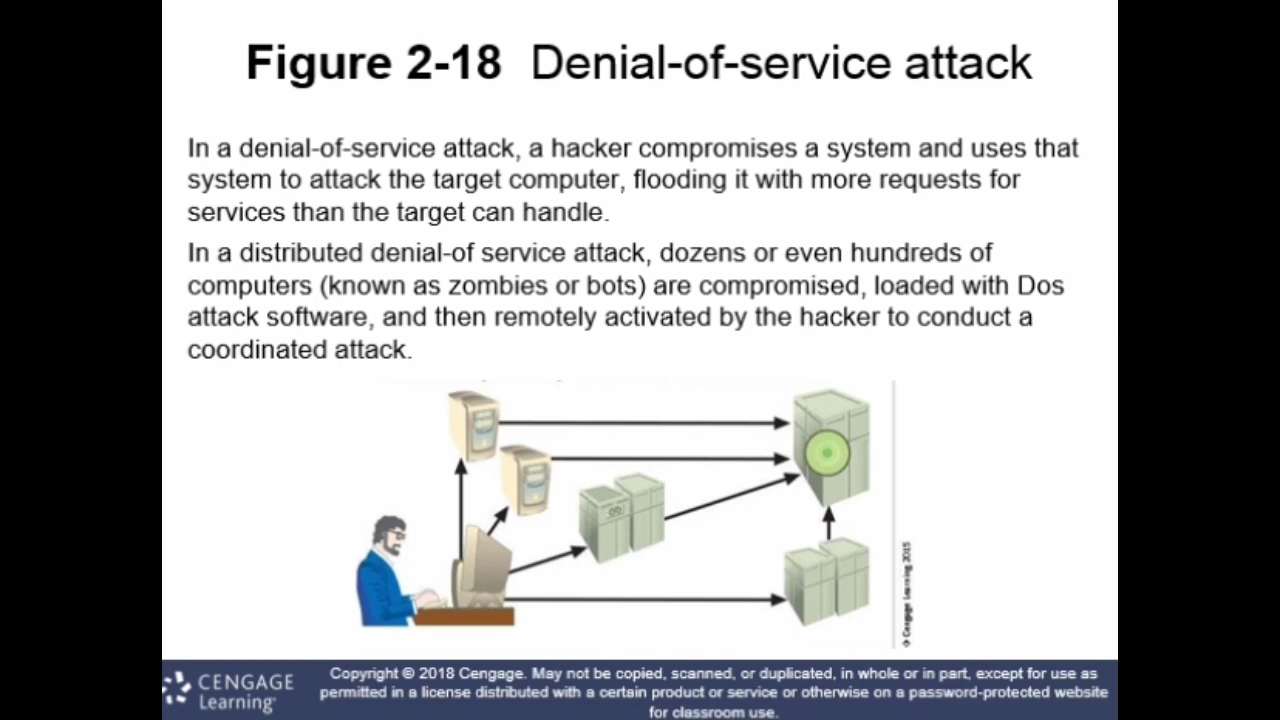 Figure 2-18 Denial-of-service attack
In a denial-of-service attack, a hacker compromises a system and uses that
system to attack the target computer, flooding it with more requests for
services than the target can handle.
In a distributed denial-of service attack, dozens or even hundreds of
computers (known as zombies or bots) are compromised, loaded with Dos
attack software, and then remotely activated by the hacker to conduct a
coordinated attack.
© Cengage Learning 2015
CENGAGE
Learning
Copyright © 2018 Cengage. May not be copied, scanned, or duplicated, in whole or in part, except for use as
permitted in a license distributed with a certain product or service or otherwise on a password-protected website
for classroom use.